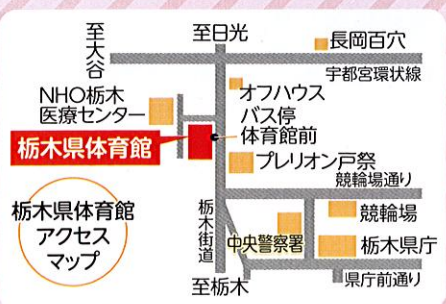 至大谷
至日光
長岡百穴
宇都宮環状線
NHO栃木
医療センター
オフハウス
バス停
体育館前
栃木県体育館
プレリオン戸祭
競輪場通り
栃木県体育館
アクセス
マップ
栃木街道
競輪場
中央警察署
栃木県庁
至栃木
県庁前通り